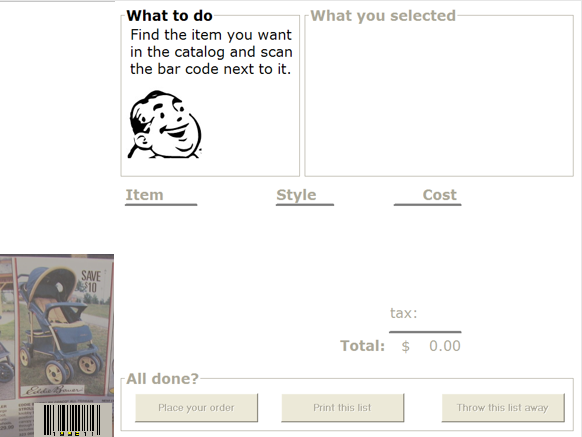 What to do
Find the item you want
in the catalog and scan
the bar code next to it.
What you selected
Item Style Cost
SAVE
$10
Eddie Bauer
tax:
Total: $ 0.00
All done?
Place your order Print this list Throw this list away